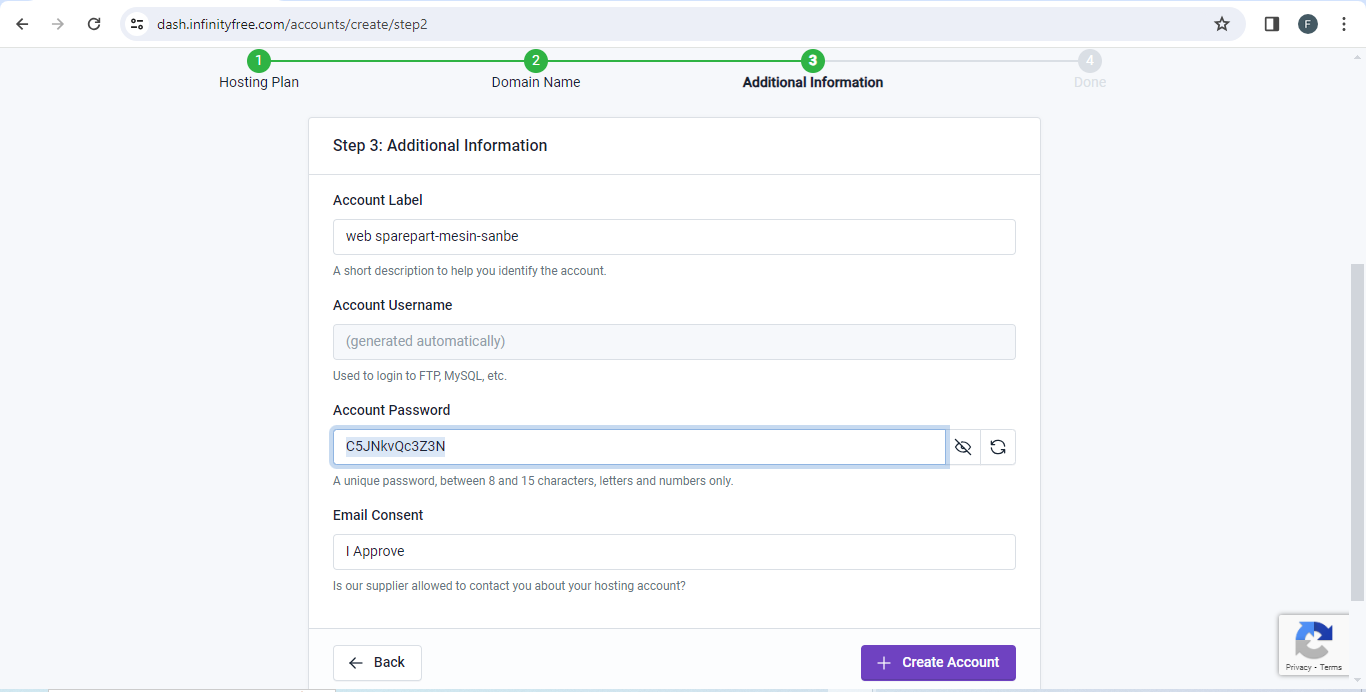 dash.infinityfree.com/accounts/create/step2
F
1
2
3
4
Hosting Plan
Domain Name
Additional Information
Done
Step 3: Additional Information
Account Label
web sparepart-mesin-sanbe
A short description to help you identify the account.
Account Username
(generated automatically)
Used to login to FTP, MySQL, etc.
Account Password
C5JNkvQc3Z3N
A unique password, between 8 and 15 characters, letters and numbers only.
Email Consent
I Approve
Is our supplier allowed to contact you about your hosting account?
Back
Create Account
Privacy - Terms